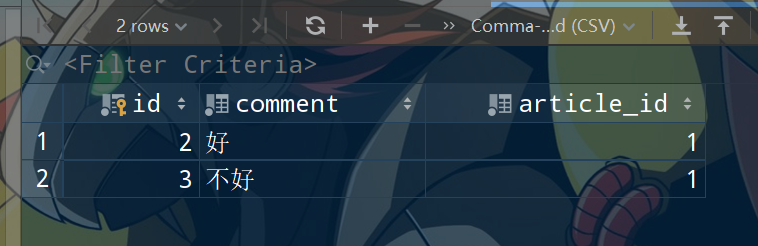 2 rows Comma-...d (CSV)
<Filter Criteria>
id comment article_id
1 2 好 1
2 3 不好 1